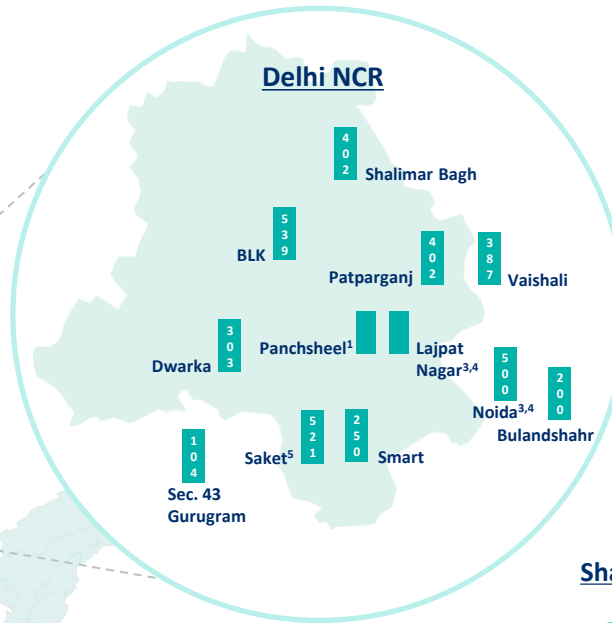 Delhi NCR
402
Shalimar Bagh
539
BLK
402
Patparganj
387
Vaishali
Panchsheel¹
Lajpat
Nagar³,⁴
303
Dwarka
500
Noida³,⁴
200
Bulandshahr
521
Saket⁵
250
Smart
104
Sec. 43
Gurugram
Sha